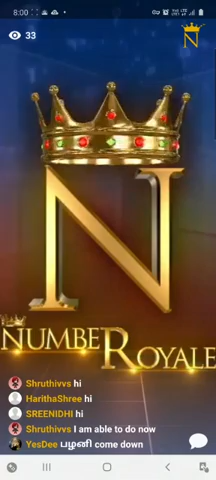 8:00
33
N
N
NUMBER ROYALE
Shruthivvs hi
HarithaShree hi
SREENIDHI hi
Shruthivvs I am able to do now
YesDee பழனி come down